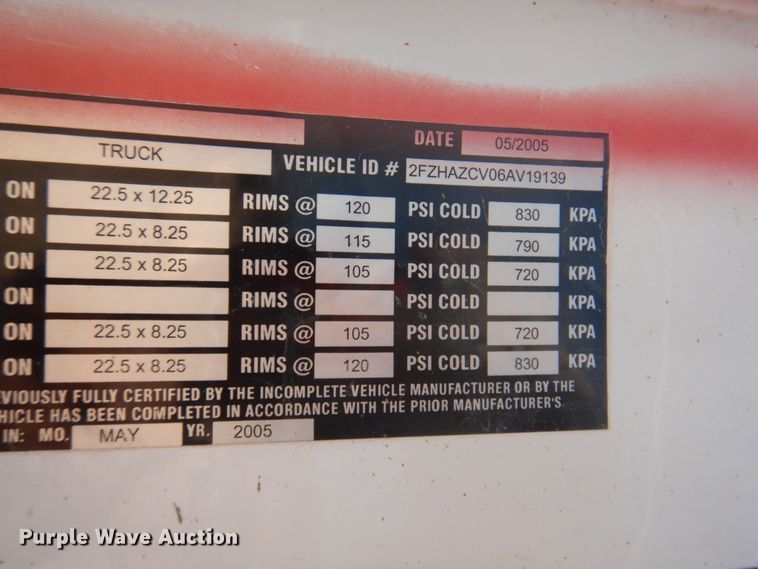 DATE 05/2005
TRUCK VEHICLE ID # 2FZHAZCV06AV19139
ON 22.5 x 12.25 RIMS @ 120 PSI COLD 830 KPA
ON 22.5 x 8.25 RIMS @ 115 PSI COLD 790 KPA
ON 22.5 x 8.25 RIMS @ 105 PSI COLD 720 KPA
ON RIMS @ PSI COLD KPA
ON 22.5 x 8.25 RIMS @ 105 PSI COLD 720 KPA
ON 22.5 x 8.25 RIMS @ 120 PSI COLD 830 KPA
EVIOUSLY FULLY CERTIFIED BY THE INCOMPLETE VEHICLE MANUFACTURER OR BY THE
HICLE HAS BEEN COMPLETED IN ACCORDANCE WITH THE PRIOR MANUFACTURER'S
IN: MO. MAY YR. 2005
Purple Wave Auction